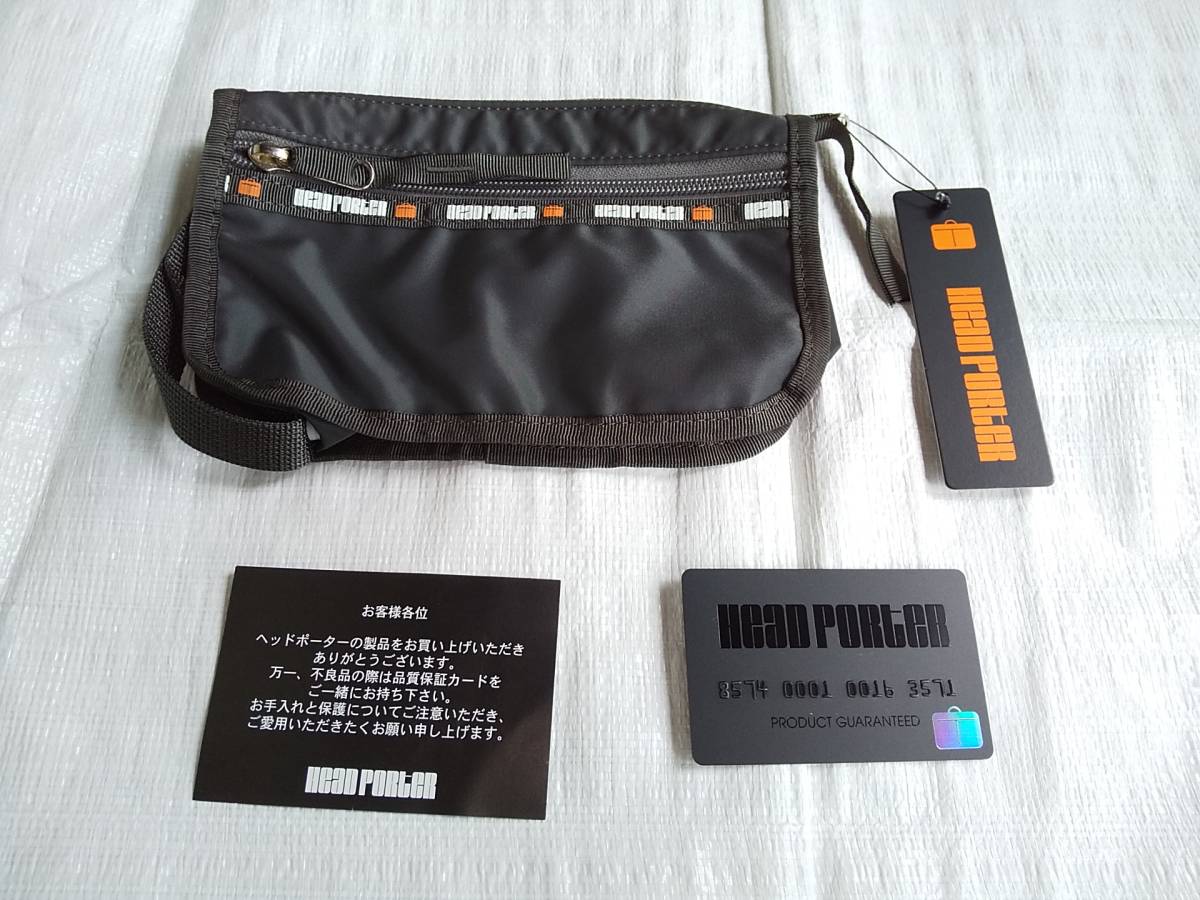 HEAD PORTER HEAD PORTER HEAD PORTER HEAD P
HEAD PORTER
お客様各位
ヘッドポーターの製品をお買い上げいただき
ありがとうございます。
万一、不良品の際は品質保証カードを
ご一緒にお持ち下さい。
お手入れと保護についてご注意いただき、
ご愛用いただきたくお願い申し上げます。
HEAD PORTER
HEAD PORTER
8574 0001 0016 3571
PRODUCT GUARANTEED